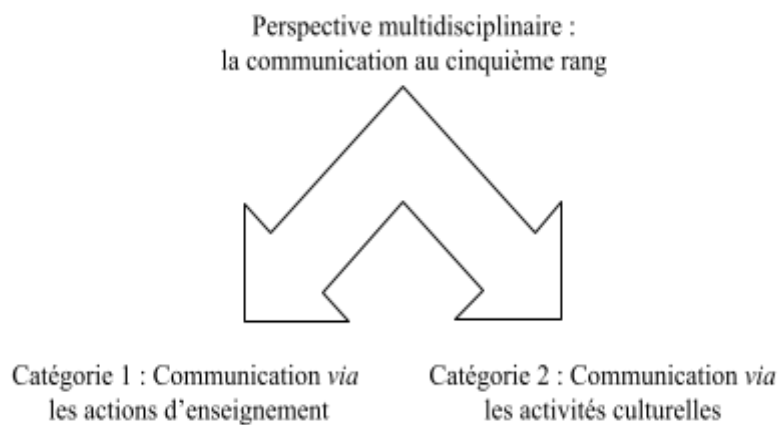 Perspective multidisciplinaire :
la communication au cinquième rang
Catégorie 1 : Communication via
les actions d’enseignement
Catégorie 2 : Communication via
les activités culturelles